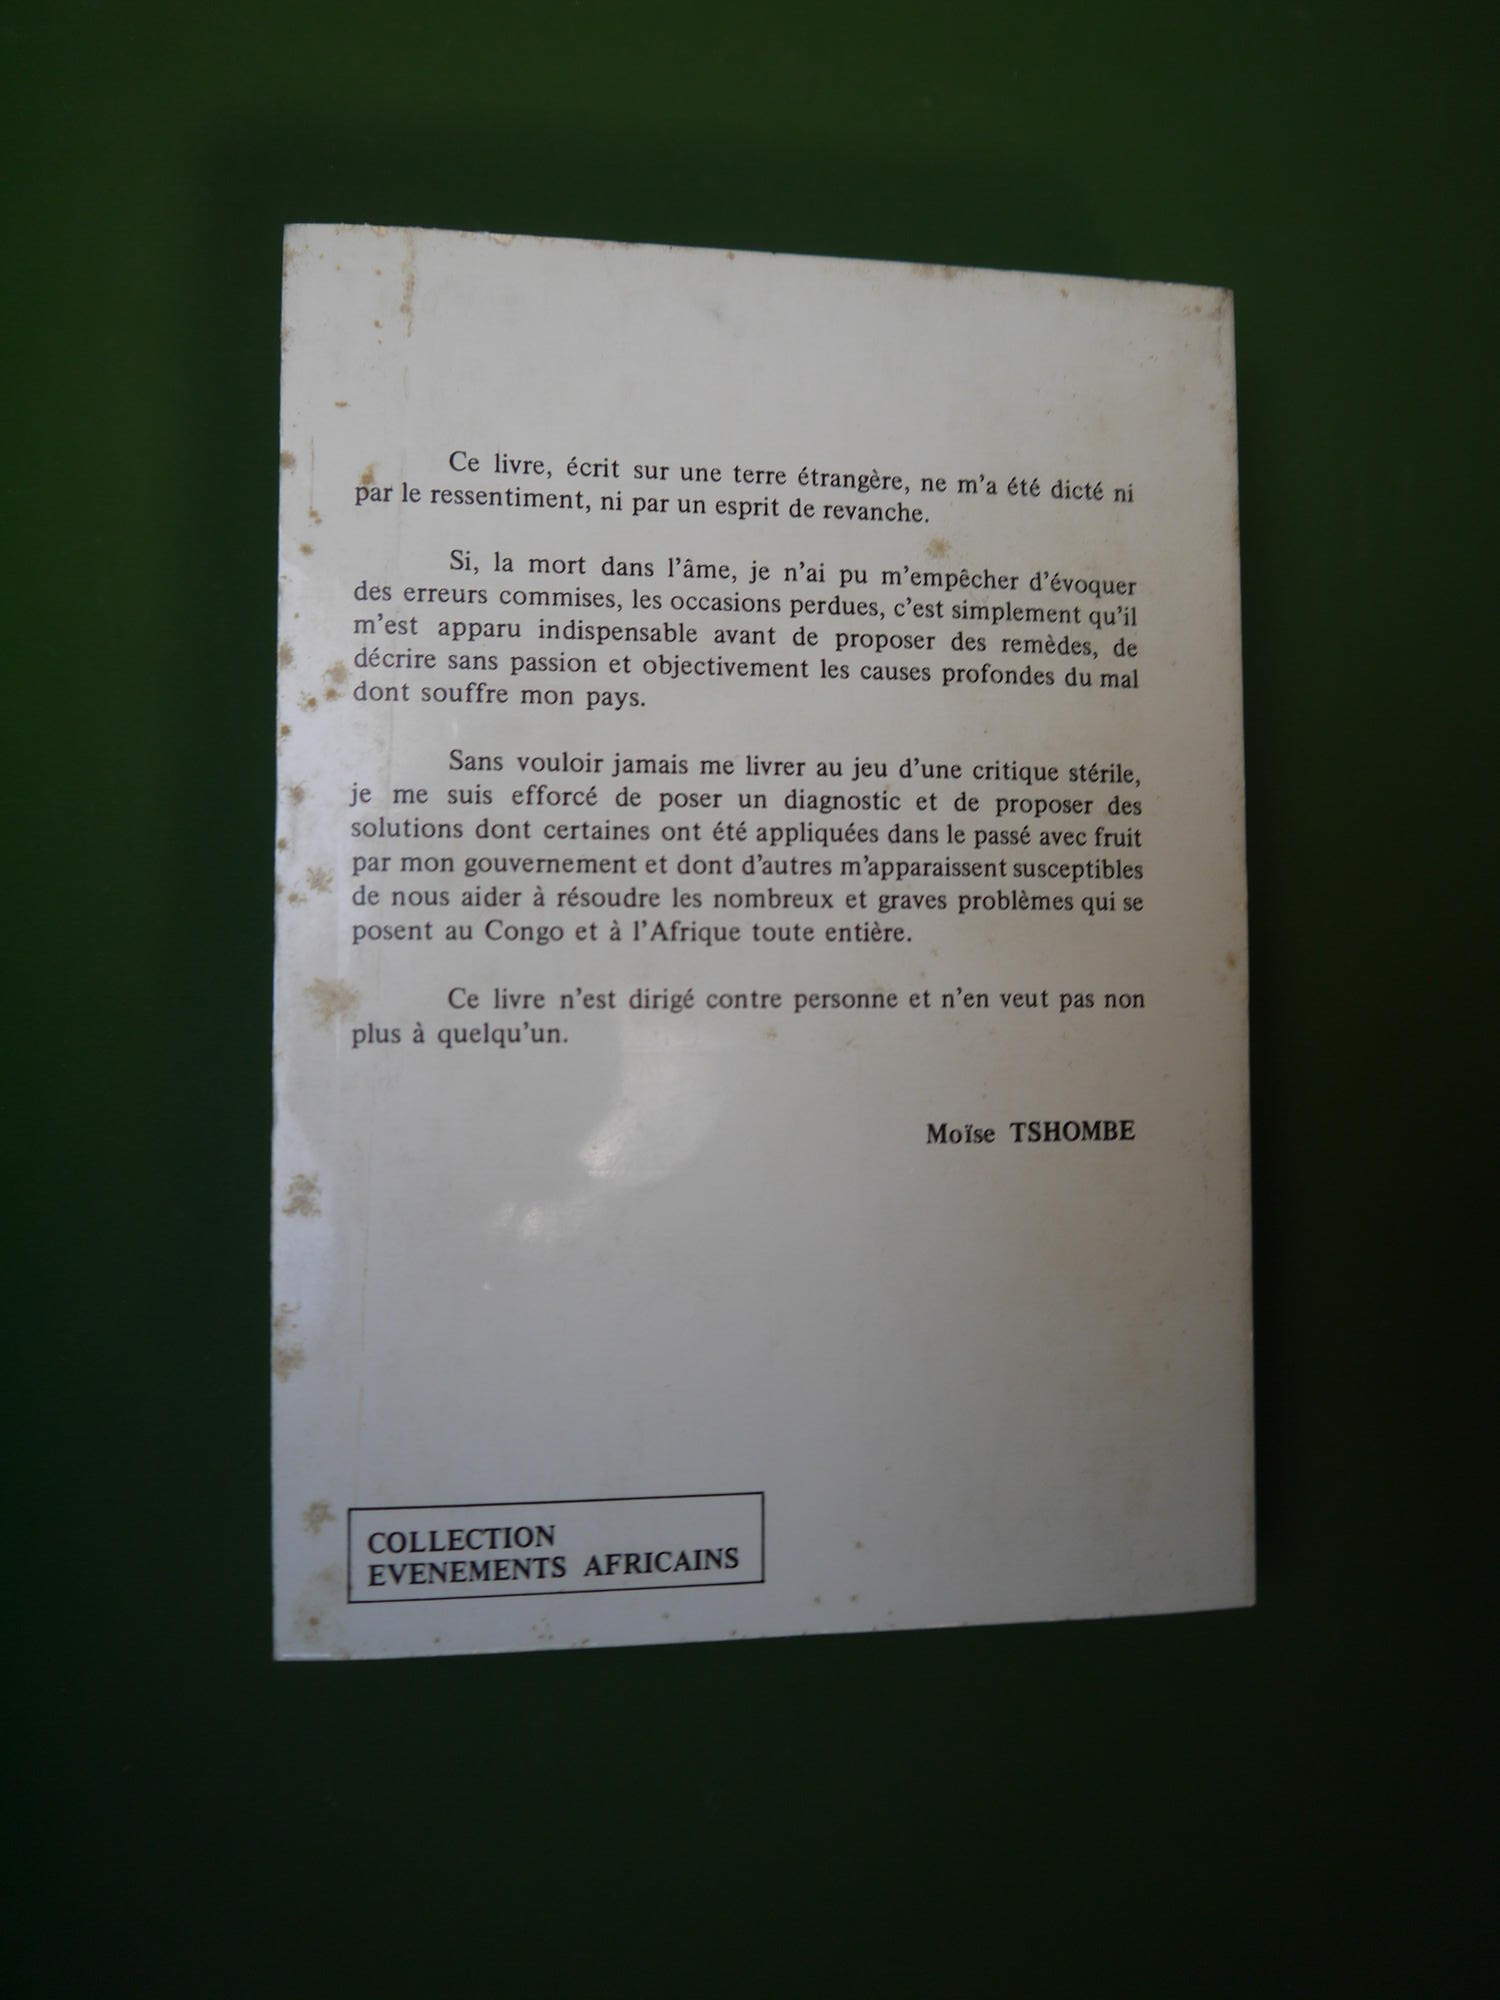 Ce livre, écrit sur une terre étrangère, ne m'a été dicté ni
par le ressentiment, ni par un esprit de revanche.
Si, la mort dans l'âme, je n'ai pu m'empêcher d'évoquer
des erreurs commises, les occasions perdues, c'est simplement qu'il
m'est apparu indispensable avant de proposer des remèdes, de
décrire sans passion et objectivement les causes profondes du mal
dont souffre mon pays.
Sans vouloir jamais me livrer au jeu d'une critique stérile,
je me suis efforcé de poser un diagnostic et de proposer des
solutions dont certaines ont été appliquées dans le passé avec fruit
par mon gouvernement et dont d'autres m'apparaissent susceptibles
de nous aider à résoudre les nombreux et graves problèmes qui se
posent au Congo et à l'Afrique toute entière.
Ce livre n'est dirigé contre personne et n'en veut pas non
plus à quelqu'un.
Moïse TSHOMBE
COLLECTION
EVENEMENTS AFRICAINS